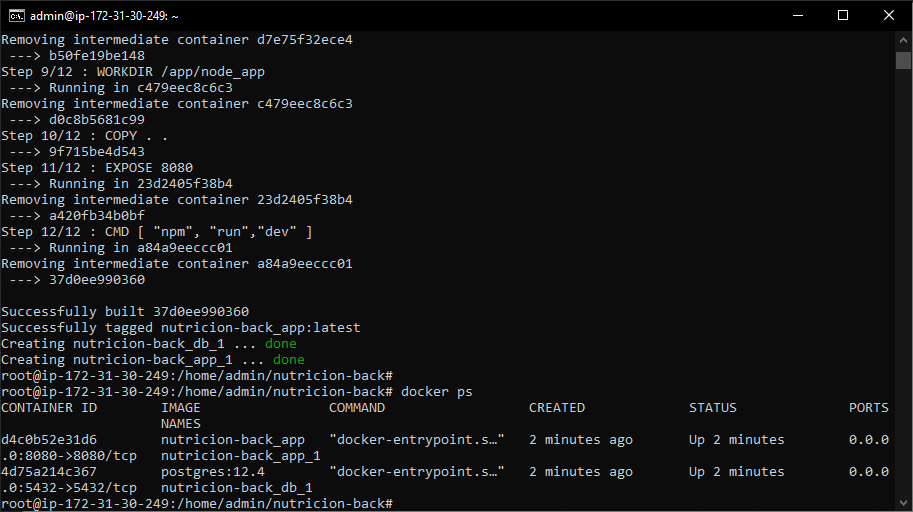 admin@ip-172-31-30-249: ~
Removing intermediate container d7e75f32ece4
 ---> b50fe19be148
Step 9/12 : WORKDIR /app/node_app
 ---> Running in c479eec8c6c3
Removing intermediate container c479eec8c6c3
 ---> d0c8b5681c99
Step 10/12 : COPY . .
 ---> 9f715be4d543
Step 11/12 : EXPOSE 8080
 ---> Running in 23d2405f38b4
Removing intermediate container 23d2405f38b4
 ---> a420fb34b0bf
Step 12/12 : CMD [ "npm", "run","dev" ]
 ---> Running in a84a9eeccc01
Removing intermediate container a84a9eeccc01
 ---> 37d0ee990360
Successfully built 37d0ee990360
Successfully tagged nutricion-back_app:latest
Creating nutricion-back_db_1 ... done
Creating nutricion-back_app_1 ... done
root@ip-172-31-30-249:/home/admin/nutricion-back#
root@ip-172-31-30-249:/home/admin/nutricion-back# docker ps
CONTAINER ID        IMAGE                COMMAND                  CREATED             STATUS              PORTS
                    NAMES
d4c0b52e31d6        nutricion-back_app   "docker-entrypoint.s…"   2 minutes ago       Up 2 minutes        0.0.0
.0:8080->8080/tcp   nutricion-back_app_1
4d75a214c367        postgres:12.4        "docker-entrypoint.s…"   2 minutes ago       Up 2 minutes        0.0.0
.0:5432->5432/tcp   nutricion-back_db_1
root@ip-172-31-30-249:/home/admin/nutricion-back#